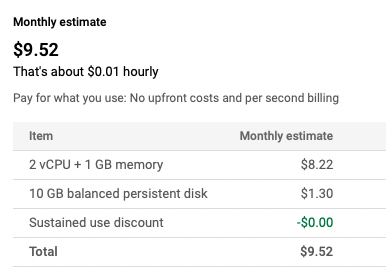 Monthly estimate
$9.52
That's about $0.01 hourly
Pay for what you use: No upfront costs and per second billing
Item Monthly estimate
2 vCPU + 1 GB memory $8.22
10 GB balanced persistent disk $1.30
Sustained use discount -$0.00
Total $9.52